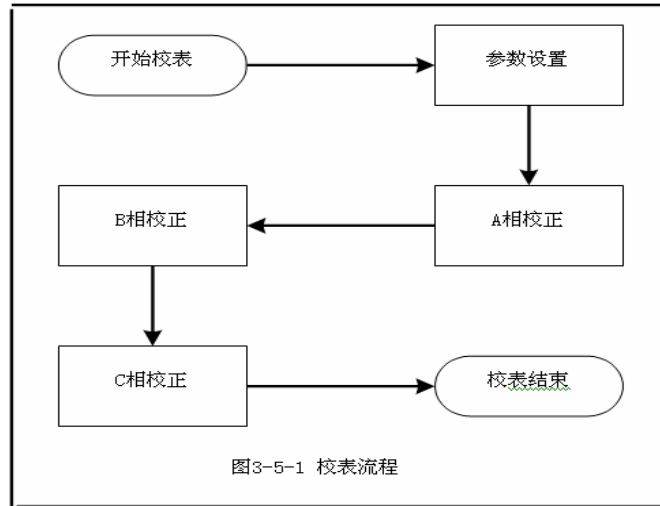 开始校表
参数设置
A相校正
B相校正
C相校正
校表结束
图3-5-1 校表流程